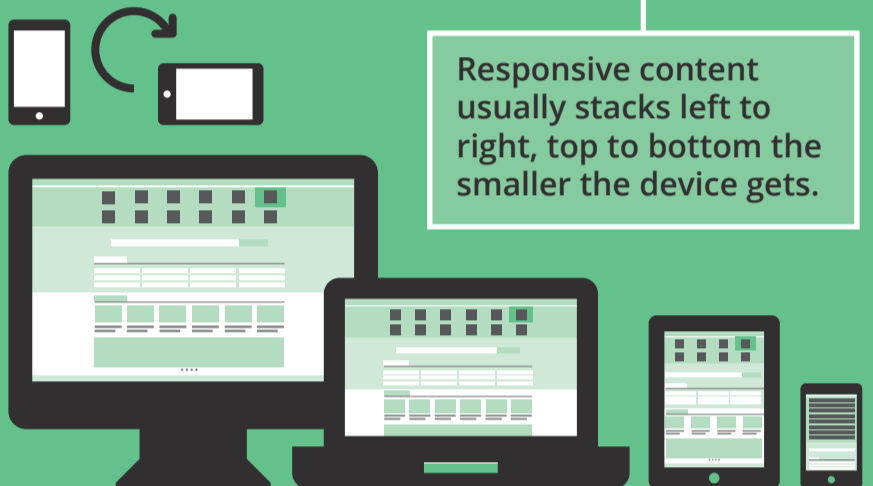 Responsive content
usually stacks left to
right, top to bottom the
smaller the device gets.